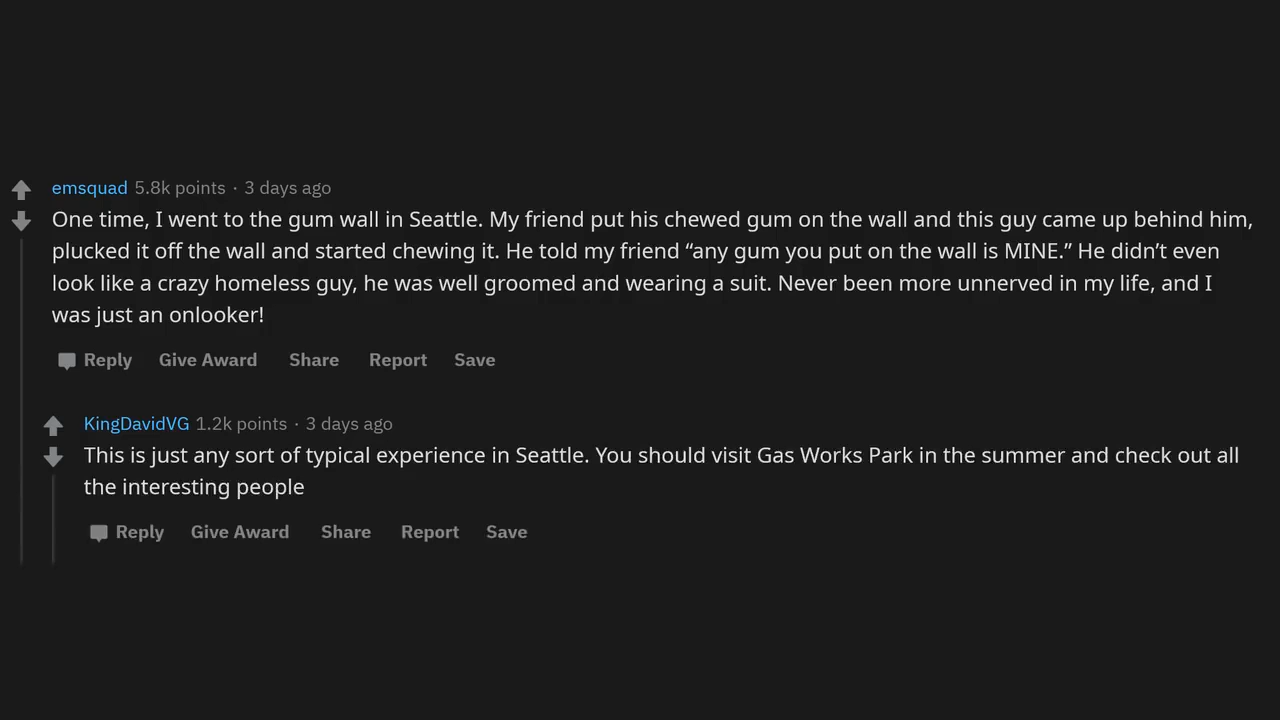 emsquad 5.8k points · 3 days ago
One time, I went to the gum wall in Seattle. My friend put his chewed gum on the wall and this guy came up behind him,
plucked it off the wall and started chewing it. He told my friend “any gum you put on the wall is MINE.” He didn’t even
look like a crazy homeless guy, he was well groomed and wearing a suit. Never been more unnerved in my life, and I
was just an onlooker!
Reply Give Award Share Report Save
KingDavidVG 1.2k points · 3 days ago
This is just any sort of typical experience in Seattle. You should visit Gas Works Park in the summer and check out all
the interesting people
Reply Give Award Share Report Save